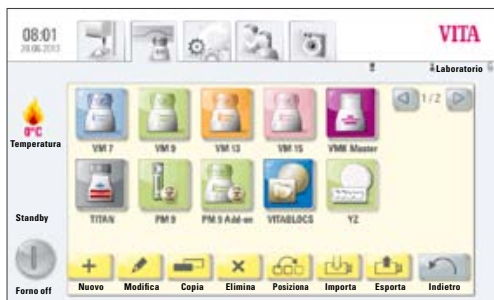 08:01
20.06.2013
VITA
Laboratorio
0°C
Temperatura
1/2
VM 7
VM 9
VM 13
VM 15
VMK Master
TITAN
PM 9
PM 9 Add-on
VITABLOCS
YZ
Standby
Forno off
Nuovo
Modifica
Copia
Elimina
Posiziona
Importa
Esporta
Indietro